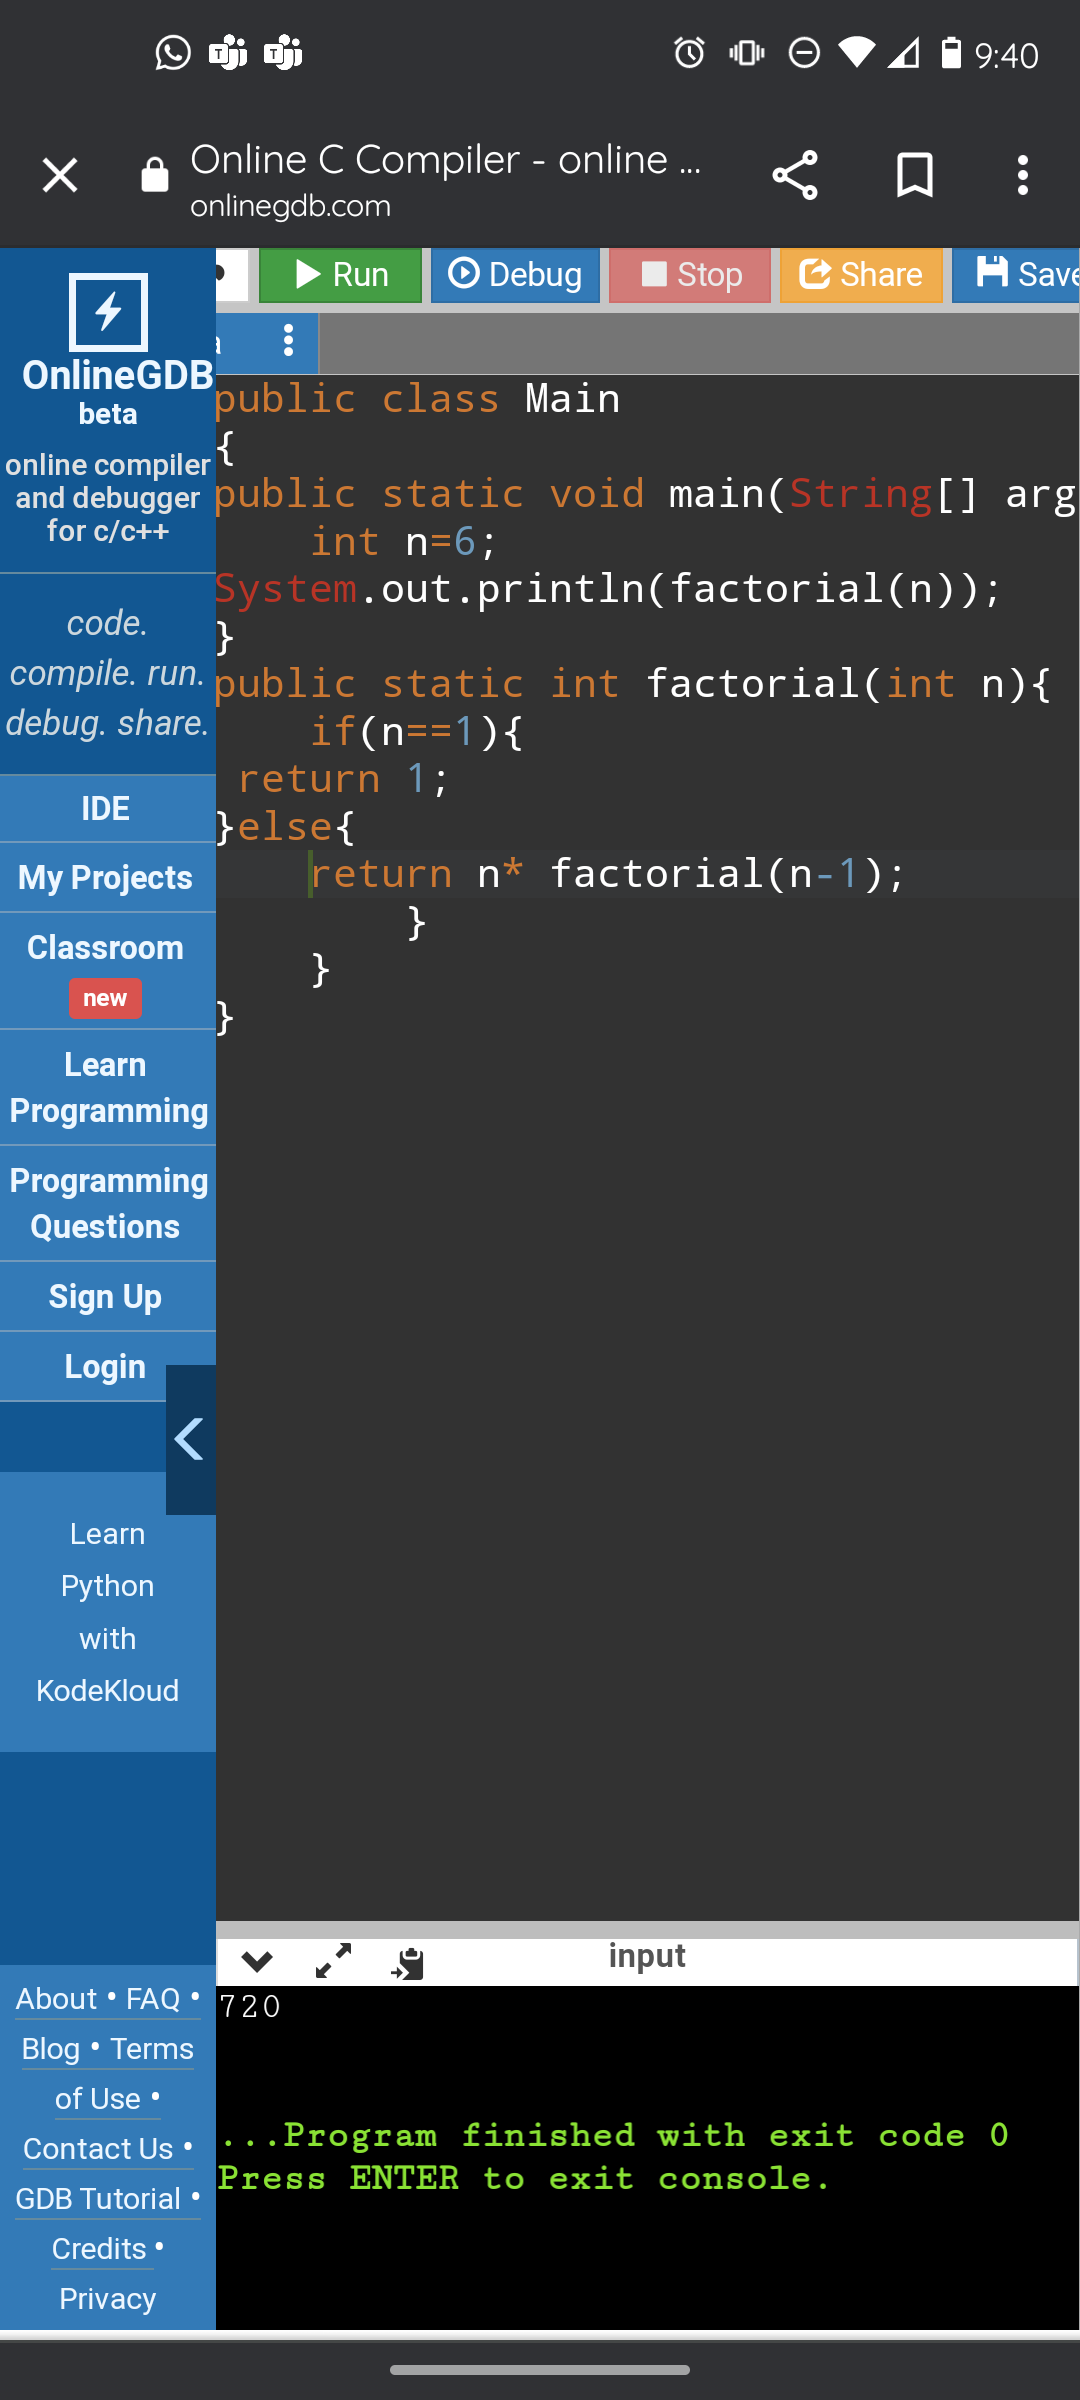 9:40
Online C Compiler - online ...
onlinegdb.com
Run Debug Stop Share Save
OnlineGDB
beta
online compiler
and debugger
for c/c++
code.
compile. run.
debug. share.
IDE
My Projects
Classroom
new
Learn
Programming
Programming
Questions
Sign Up
Login
Learn
Python
with
KodeKloud
About • FAQ •
Blog • Terms
of Use •
Contact Us •
GDB Tutorial •
Credits •
Privacy
a
public class Main
{
public static void main(String[] arg
    int n=6;
System.out.println(factorial(n));
}
public static int factorial(int n){
    if(n==1){
 return 1;
}else{
    return n* factorial(n-1);
        }
    }
}
input
720
...Program finished with exit code 0
Press ENTER to exit console.